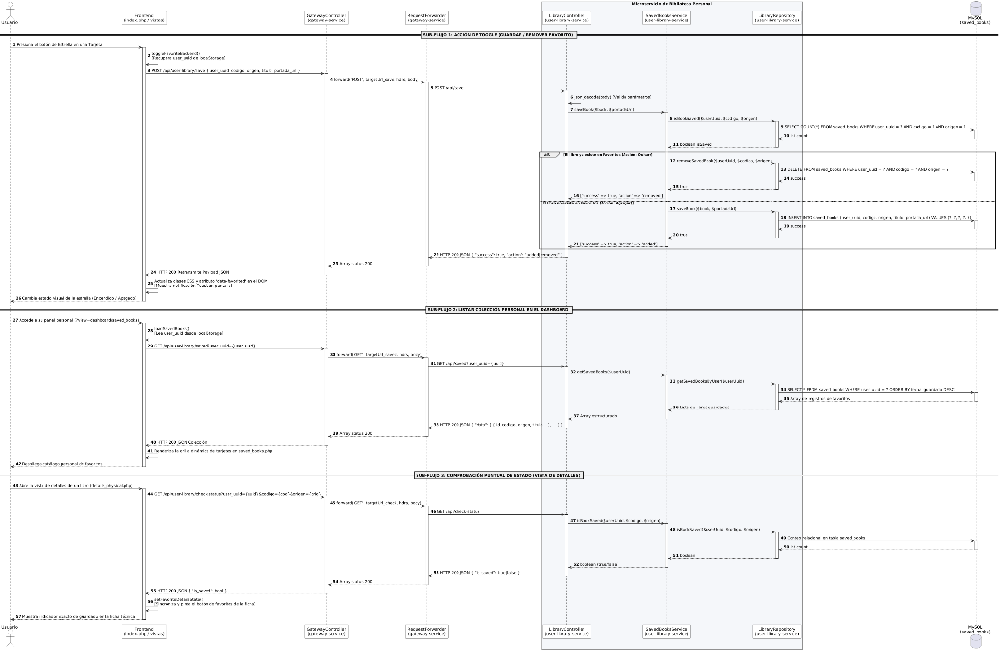 Microservicio de Biblioteca Personal
Usuario
Frontend
(index.php / vistas)
GatewayController
(gateway-service)
RequestForwarder
(gateway-service)
LibraryController
(user-library-service)
SavedBooksService
(user-library-service)
LibraryRepository
(user-library-service)
MySQL
(saved_books)
SUB-FLUJO 1: ACCIÓN DE TOGGLE (GUARDAR / REMOVER FAVORITO)
1 Presiona el botón de Estrella en una Tarjeta
2 toggleFavoriteBackend()
[Recupera user_uuid de localStorage]
3 POST /api/user-library/save { user_uuid, codigo, origen, titulo, portada_url }
4 forward('POST', targetUrl_save, hdrs, body)
5 POST /api/save
6 json_decode(body) [Valida parámetros]
7 saveBook($book, $portadaUrl)
8 isBookSaved($userUuid, $codigo, $origen)
9 SELECT COUNT(*) FROM saved_books WHERE user_uuid = ? AND codigo = ? AND origen = ?
10 int count
11 boolean isSaved
alt [El libro ya existe en Favoritos (Acción: Quitar)]
12 removeSavedBook($userUuid, $codigo, $origen)
13 DELETE FROM saved_books WHERE user_uuid = ? AND codigo = ? AND origen = ?
14 success
15 true
16 ['success' => true, 'action' => 'removed']
[El libro no existe en Favoritos (Acción: Agregar)]
17 saveBook($book, $portadaUrl)
18 INSERT INTO saved_books (user_uuid, codigo, origen, titulo, portada_url) VALUES (?, ?, ?, ?, ?)
19 success
20 true
21 ['success' => true, 'action' => 'added']
22 HTTP 200 JSON { "success": true, "action": "added|removed" }
23 Array status 200
24 HTTP 200 Retransmite Payload JSON
25 Actualiza clases CSS y atributo 'data-favorited' en el DOM
[Muestra notificación Toast en pantalla]
26 Cambia estado visual de la estrella (Encendido / Apagado)
SUB-FLUJO 2: LISTAR COLECCIÓN PERSONAL EN EL DASHBOARD
27 Accede a su panel personal (?view=dashboard/saved_books)
28 loadSavedBooks()
[Lee user_uuid desde localStorage]
29 GET /api/user-library/saved?user_uuid={user_uuid}
30 forward('GET', targetUrl_saved, hdrs, body)
31 GET /api/saved?user_uuid={uuid}
32 getSavedBooks($userUuid)
33 getSavedBooksByUser($userUuid)
34 SELECT * FROM saved_books WHERE user_uuid = ? ORDER BY fecha_guardado DESC
35 Array de registros de favoritos
36 Lista de libros guardados
37 Array estructurado
38 HTTP 200 JSON { "data": [ { id, codigo, origen, titulo... }, ... ] }
39 Array status 200
40 HTTP 200 JSON Colección
41 Renderiza la grilla dinámica de tarjetas en saved_books.php
42 Despliega catálogo personal de favoritos
SUB-FLUJO 3: COMPROBACIÓN PUNTUAL DE ESTADO (VISTA DE DETALLES)
43 Abre la vista de detalles de un libro (details_physical.php)
44 GET /api/user-library/check-status?user_uuid={uuid}&codigo={cod}&origen={orig}
45 forward('GET', targetUrl_check, hdrs, body)
46 GET /api/check-status
47 isBookSaved($userUuid, $codigo, $origen)
48 isBookSaved($userUuid, $codigo, $origen)
49 Conteo relacional en tabla saved_books
50 int count
51 boolean
52 boolean (true/false)
53 HTTP 200 JSON { "is_saved": true|false }
54 Array status 200
55 HTTP 200 JSON { "is_saved": bool }
56 setFavoriteDetailsState()
[Sincroniza y pinta el botón de favoritos de la ficha]
57 Muestra indicador exacto de guardado en la ficha técnica
Usuario
Frontend
(index.php / vistas)
GatewayController
(gateway-service)
RequestForwarder
(gateway-service)
LibraryController
(user-library-service)
SavedBooksService
(user-library-service)
LibraryRepository
(user-library-service)
MySQL
(saved_books)